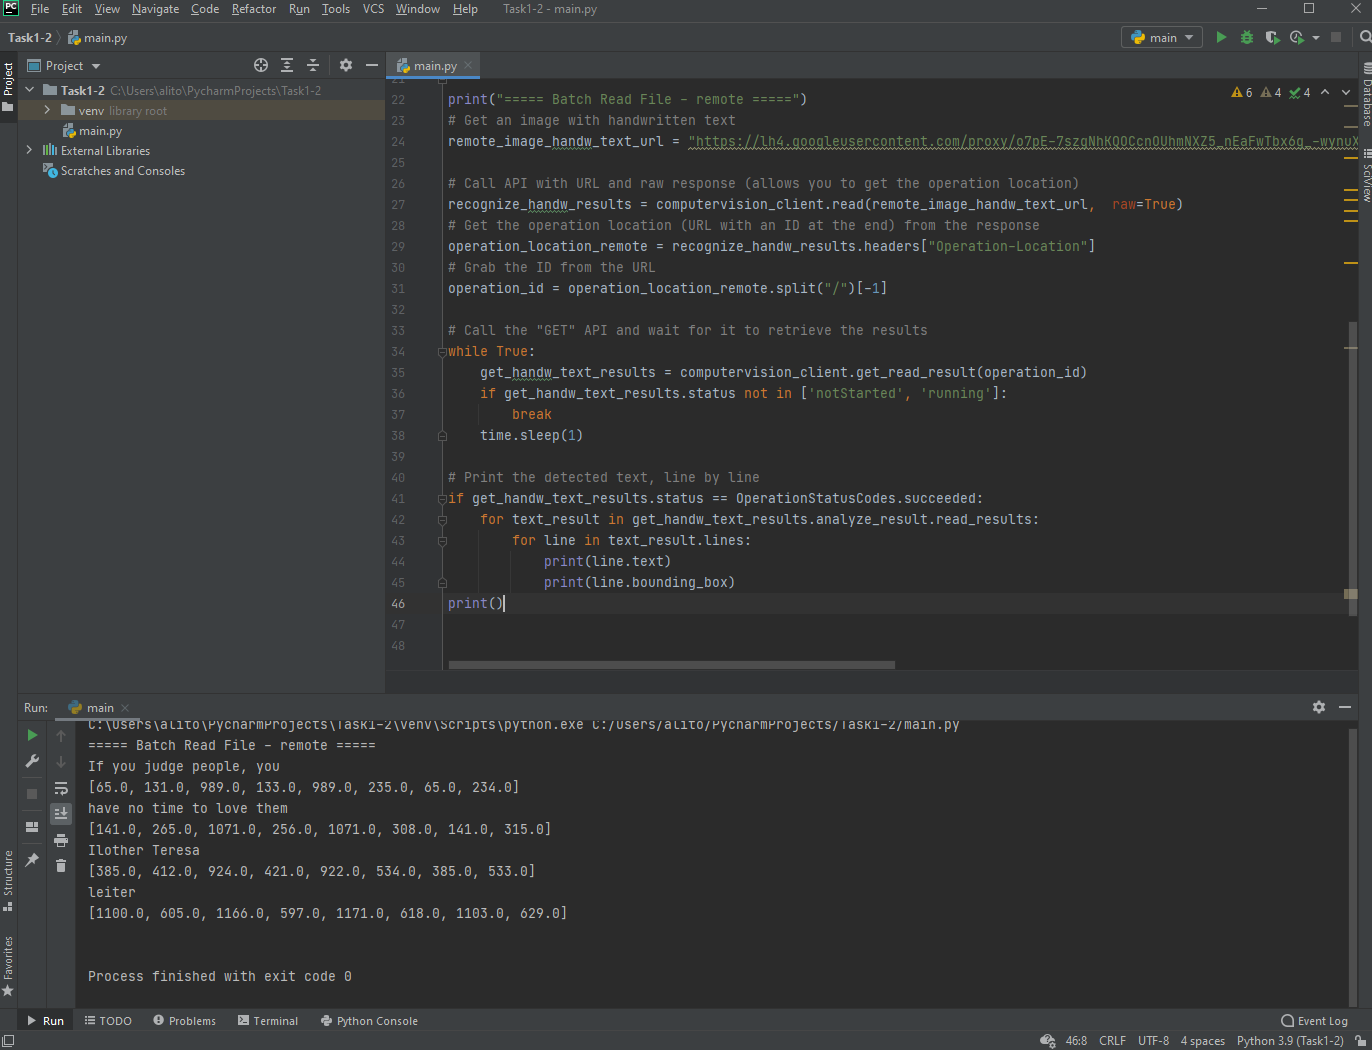 File Edit View Navigate Code Refactor Run Tools VCS Window Help Task1-2 - main.py
Task1-2 main.py
main
Project
main.py
Task1-2 C:\Users\alito\PycharmProjects\Task1-2
venv library root
main.py
External Libraries
Scratches and Consoles
Project
Structure
Favorites
Database
SciView
6 4 4
21
22 print("===== Batch Read File - remote =====")
23 # Get an image with handwritten text
24 remote_image_handw_text_url = "https://lh4.googleusercontent.com/proxy/
25
26 # Call API with URL and raw response (allows you to get the operation location)
27 recognize_handw_results = computervision_client.read(remote_image_handw_text_url,  raw=True)
28 # Get the operation location (URL with an ID at the end) from the response
29 operation_location_remote = recognize_handw_results.headers["Operation-Location"]
30 # Grab the ID from the URL
31 operation_id = operation_location_remote.split("/")[-1]
32
33 # Call the "GET" API and wait for it to retrieve the results
34 while True:
35     get_handw_text_results = computervision_client.get_read_result(operation_id)
36     if get_handw_text_results.status not in ['notStarted', 'running']:
37         break
38     time.sleep(1)
39
40 # Print the detected text, line by line
41 if get_handw_text_results.status == OperationStatusCodes.succeeded:
42     for text_result in get_handw_text_results.analyze_result.read_results:
43         for line in text_result.lines:
44             print(line.text)
45             print(line.bounding_box)
46 print()
47
48
Run: main
C:\Users\alito\PycharmProjects\Task1-2\venv\Scripts\python.exe C:/Users/alito/PycharmProjects/Task1-2/main.py
===== Batch Read File - remote =====
If you judge people, you
[65.0, 131.0, 989.0, 133.0, 989.0, 235.0, 65.0, 234.0]
have no time to love them
[141.0, 265.0, 1071.0, 256.0, 1071.0, 308.0, 141.0, 315.0]
Ilother Teresa
[385.0, 412.0, 924.0, 421.0, 922.0, 534.0, 385.0, 533.0]
leiter
[1100.0, 605.0, 1166.0, 597.0, 1171.0, 618.0, 1103.0, 629.0]
Process finished with exit code 0
Run TODO Problems Terminal Python Console Event Log
46:8 CRLF UTF-8 4 spaces Python 3.9 (Task1-2)